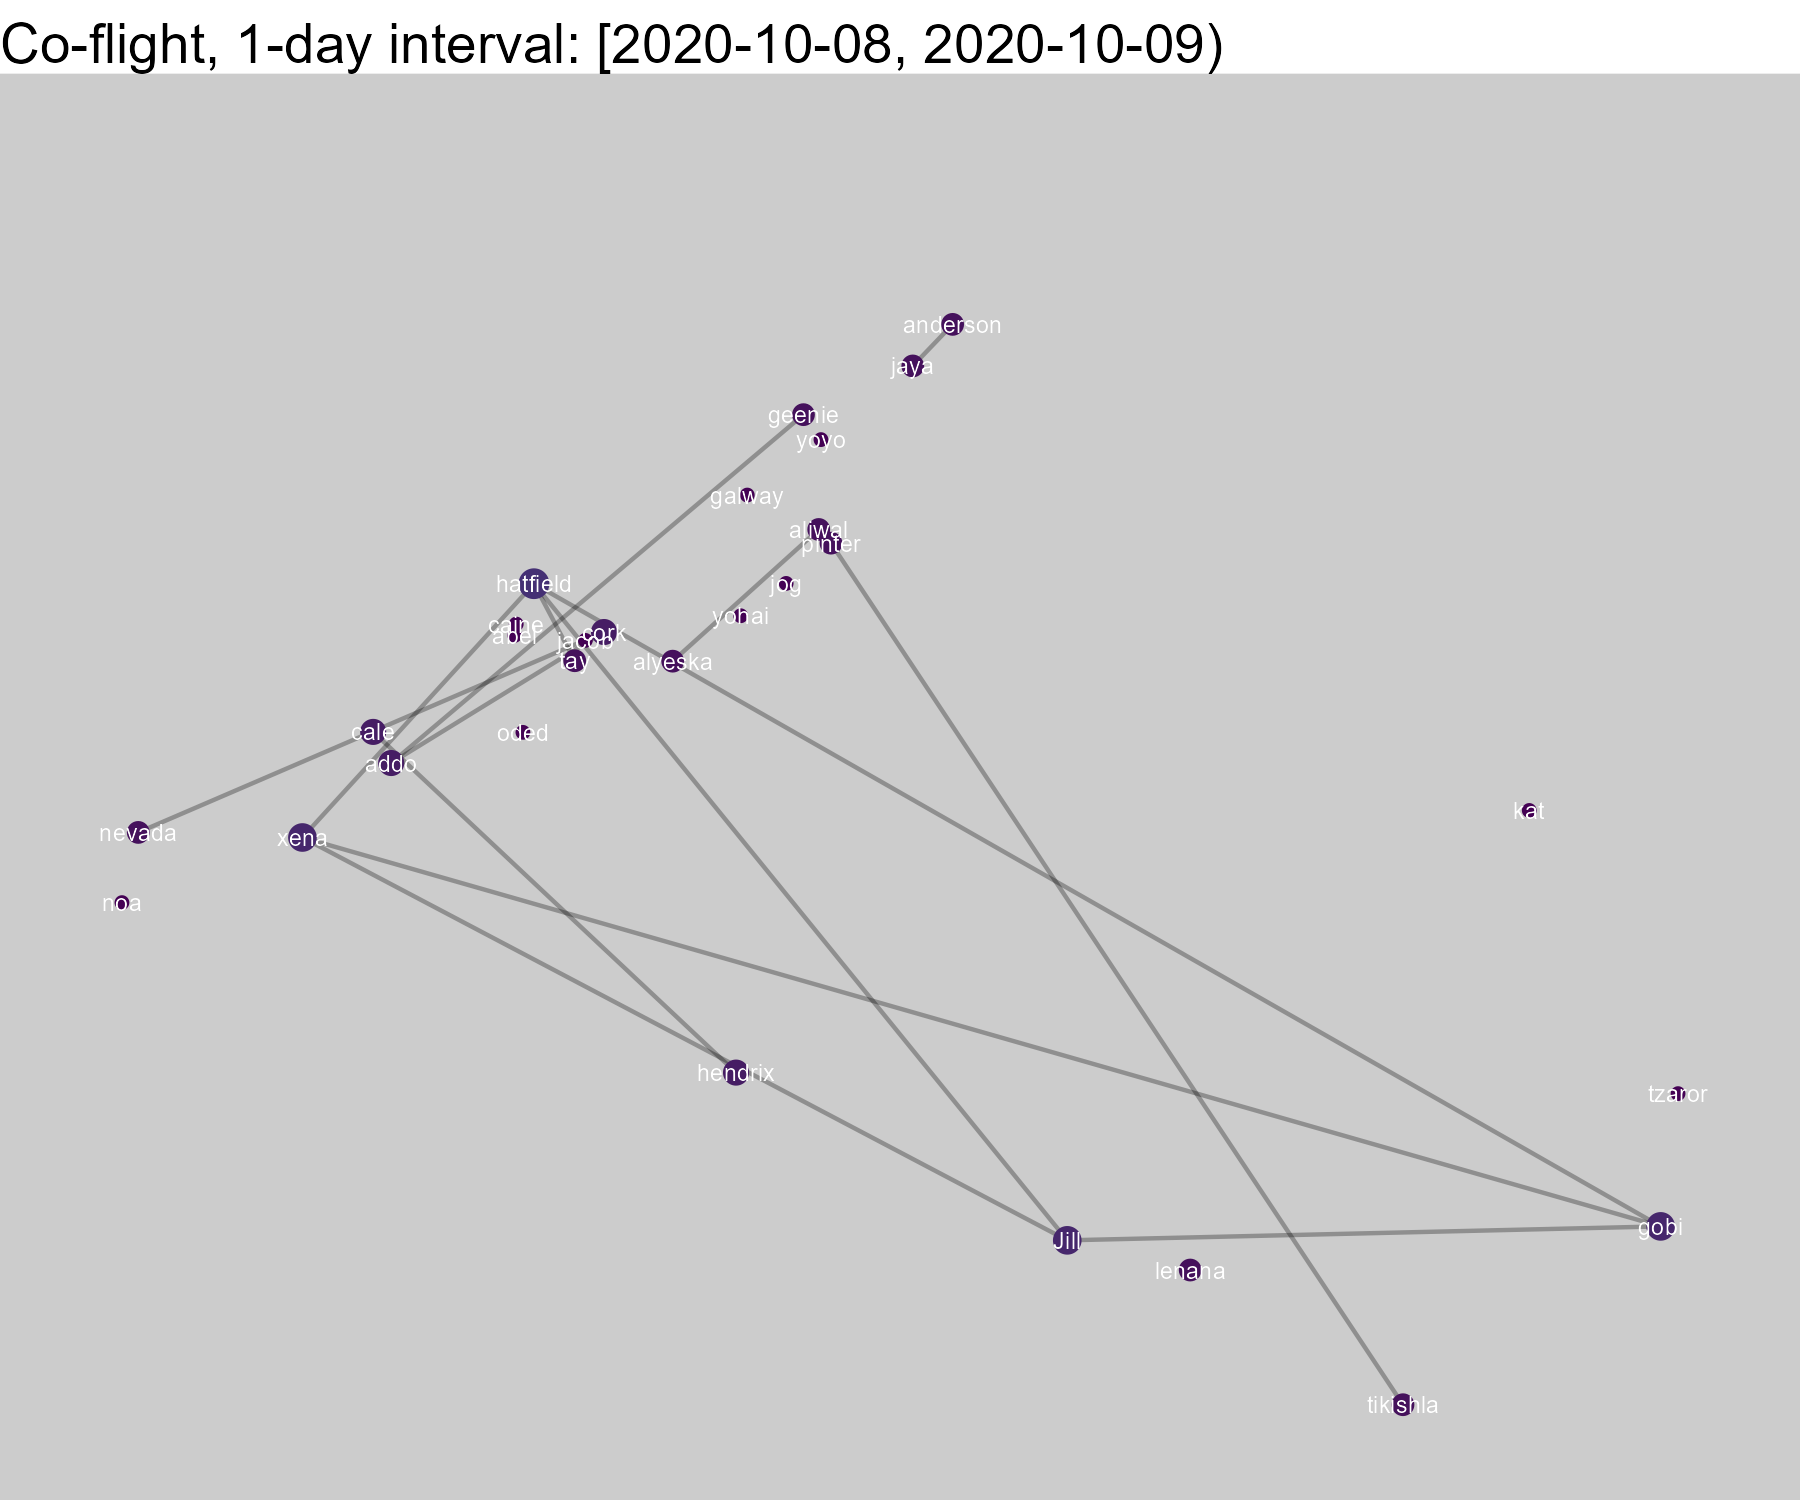 Co-flight, 1-day interval: [2020-10-08, 2020-10-09)
anderson
jaya
geenie
yoyo
galway
aliwal
pinter
hatfield
jog
yohai
caine
abel
cork
jacob
tay
alyeska
cale
oded
addo
kat
nevada
xena
noa
hendrix
tzaror
gobi
Jill
lenana
tikishla